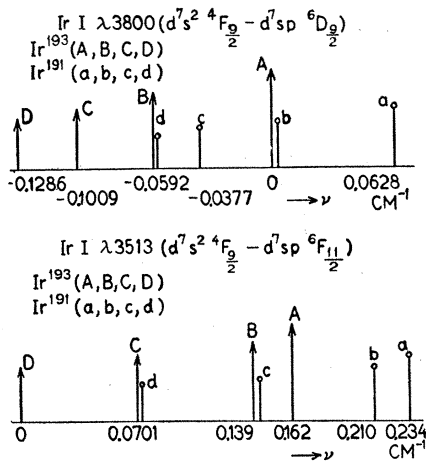 Ir I λ3800 (d⁷s² ⁴F9/2 – d⁷sp ⁶D9/2)
Ir¹⁹³ (A, B, C, D)
Ir¹⁹¹ (a, b, c, d)
D C B d c A b a
-0.1286 -0.0592 0 0.0628
-0.1009 -0.0377 → ν CM⁻¹
Ir I λ3513 (d⁷s² ⁴F9/2 – d⁷sp ⁶F11/2)
Ir¹⁹³ (A, B, C, D)
Ir¹⁹¹ (a, b, c, d)
D C d B c A b a
0 0.0701 0.139 0.162 0.210 0.234
→ ν CM⁻¹